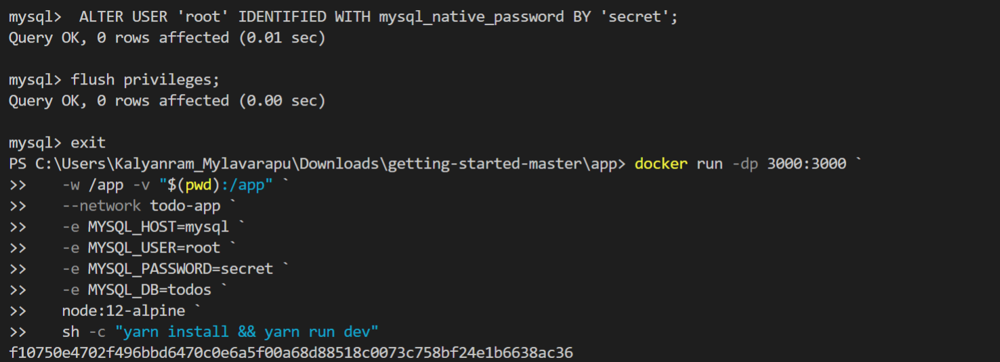 mysql>  ALTER USER 'root' IDENTIFIED WITH mysql_native_password BY 'secret';
Query OK, 0 rows affected (0.01 sec)

mysql> flush privileges;
Query OK, 0 rows affected (0.00 sec)

mysql> exit
PS C:\Users\Kalyanram_Mylavarapu\Downloads\getting-started-master\app> docker run -dp 3000:3000 `
>>    -w /app -v "$(pwd):/app" `
>>    --network todo-app `
>>    -e MYSQL_HOST=mysql `
>>    -e MYSQL_USER=root `
>>    -e MYSQL_PASSWORD=secret `
>>    -e MYSQL_DB=todos `
>>    node:12-alpine `
>>    sh -c "yarn install && yarn run dev"
f10750e4702f496bbd6470c0e6a5f00a68d88518c0073c758bf24e1b6638ac36